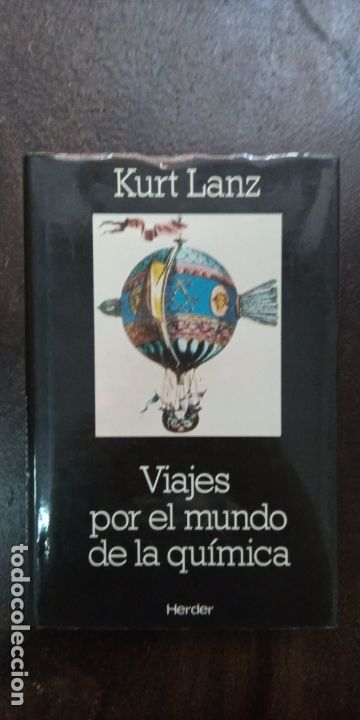 Kurt Lanz
Viajes
por el mundo
de la química
Herder
todocoleccion